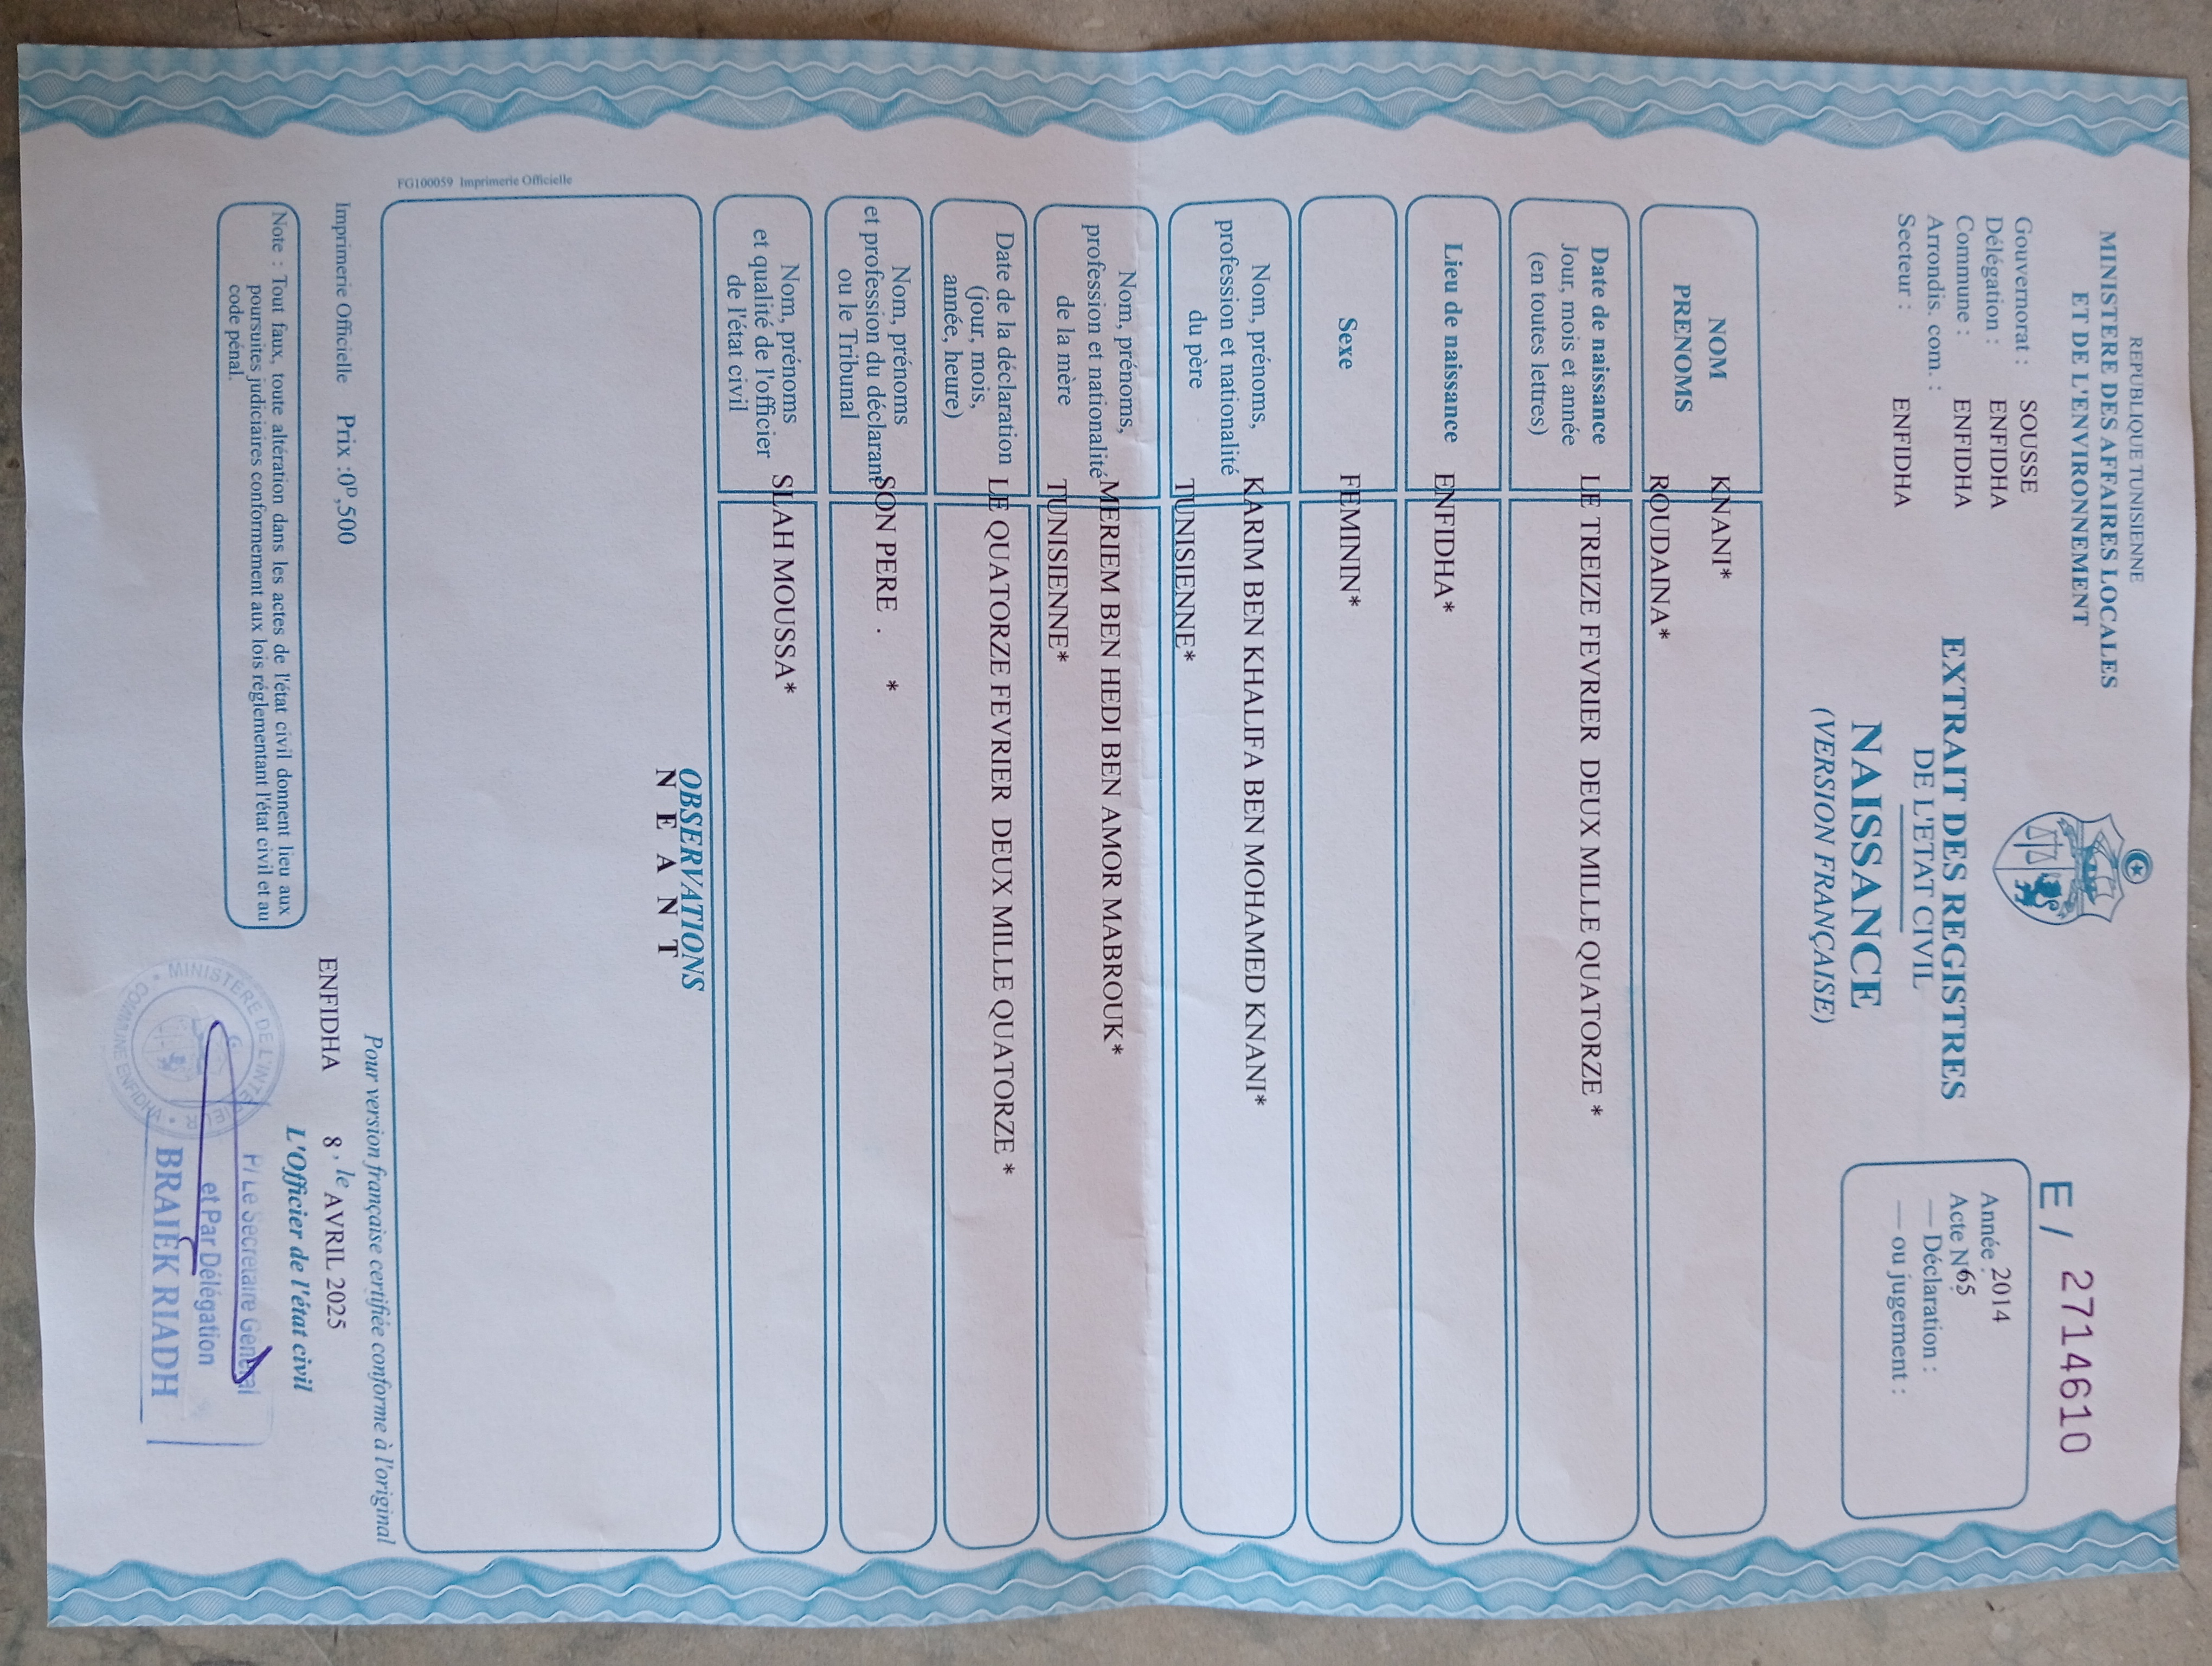 REPUBLIQUE TUNISIENNE
MINISTERE DES AFFAIRES LOCALES
ET DE L'ENVIRONNEMENT
E / 2714610
Gouvernorat : SOUSSE
Délégation : ENFIDHA
Commune : ENFIDHA
Arrondis. com. :
Secteur : ENFIDHA
EXTRAIT DES REGISTRES
DE L'ETAT CIVIL
NAISSANCE
(VERSION FRANÇAISE)
Année : 2014
Acte N 65
— Déclaration :
— ou jugement :
NOM KNANI*
PRENOMS ROUDAINA*
Date de naissance LE TREIZE FEVRIER DEUX MILLE QUATORZE *
Jour, mois et année
(en toutes lettres)
Lieu de naissance ENFIDHA*
Sexe FEMININ*
Nom, prénoms, KARIM BEN KHALIFA BEN MOHAMED KNANI*
profession et nationalité
du père TUNISIENNE*
Nom, prénoms, MERIEM BEN HEDI BEN AMOR MABROUK*
profession et nationalité
de la mère TUNISIENNE*
Date de la déclaration LE QUATORZE FEVRIER DEUX MILLE QUATORZE *
(jour, mois,
année, heure)
Nom, prénoms SON PERE . *
et profession du déclarant
ou le Tribunal
Nom, prénoms SLAH MOUSSA*
et qualité de l'officier
de l'état civil
OBSERVATIONS
N E A N T
FG100059 Imprimerie Officielle
Pour version française certifiée conforme à l'original
Imprimerie Officielle Prix :0D,500
ENFIDHA 8 , le AVRIL 2025
L'Officier de l'état civil
Note : Tout faux, toute altération dans les actes de l'état civil donnent lieu aux
poursuites judiciaires conformement aux lois réglementant l'état civil et au
code pénal.
MINISTERE DE L'INTERIEUR
COMMUNE ENFIDHA
P/ Le Secretaire General
et Par Délégation
BRAIEK RIADH